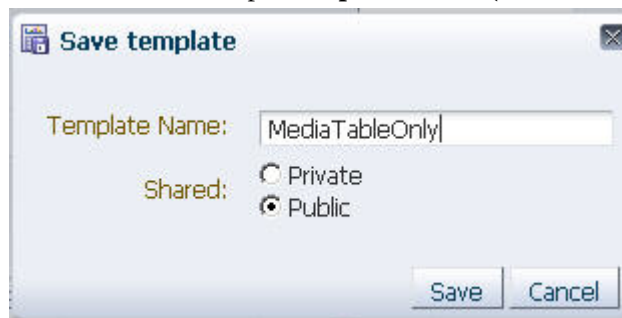 Save template
Template Name: MediaTableOnly
Shared: Private
Public
Save Cancel